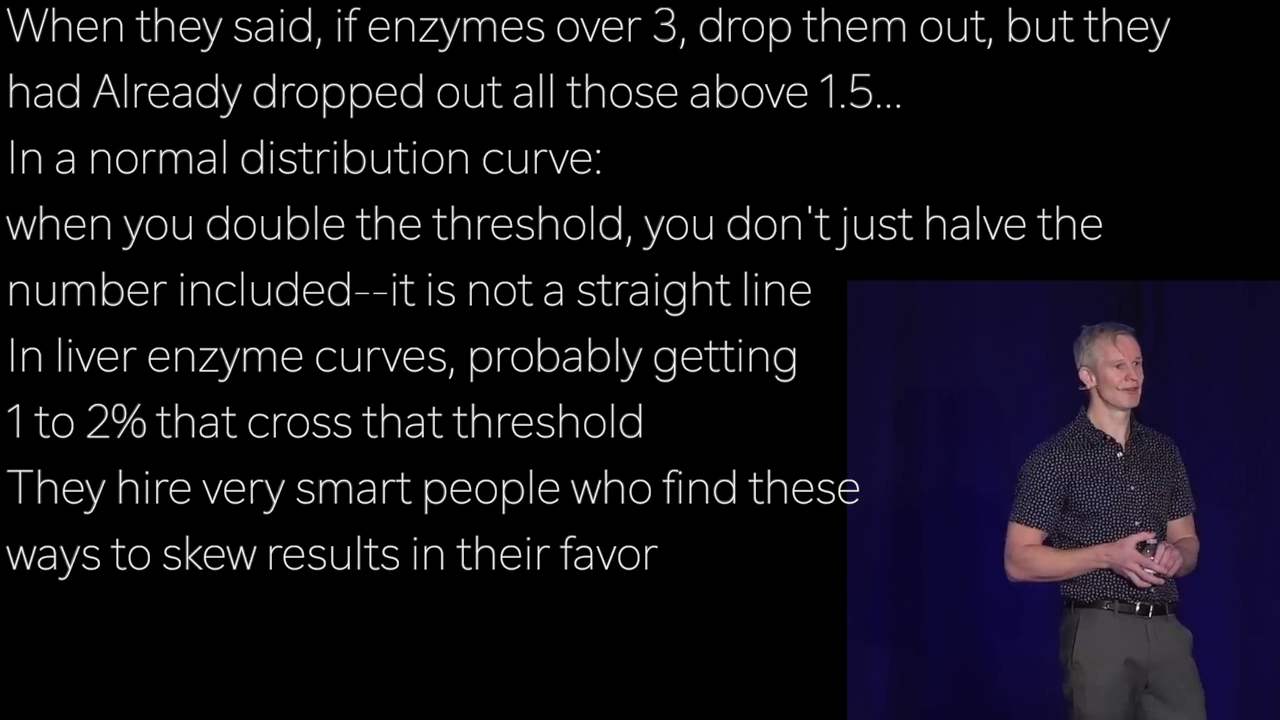 When they said, if enzymes over 3, drop them out, but they
had Already dropped out all those above 1.5...
In a normal distribution curve:
when you double the threshold, you don't just halve the
number included--it is not a straight line
In liver enzyme curves, probably getting
1 to 2% that cross that threshold
They hire very smart people who find these
ways to skew results in their favor